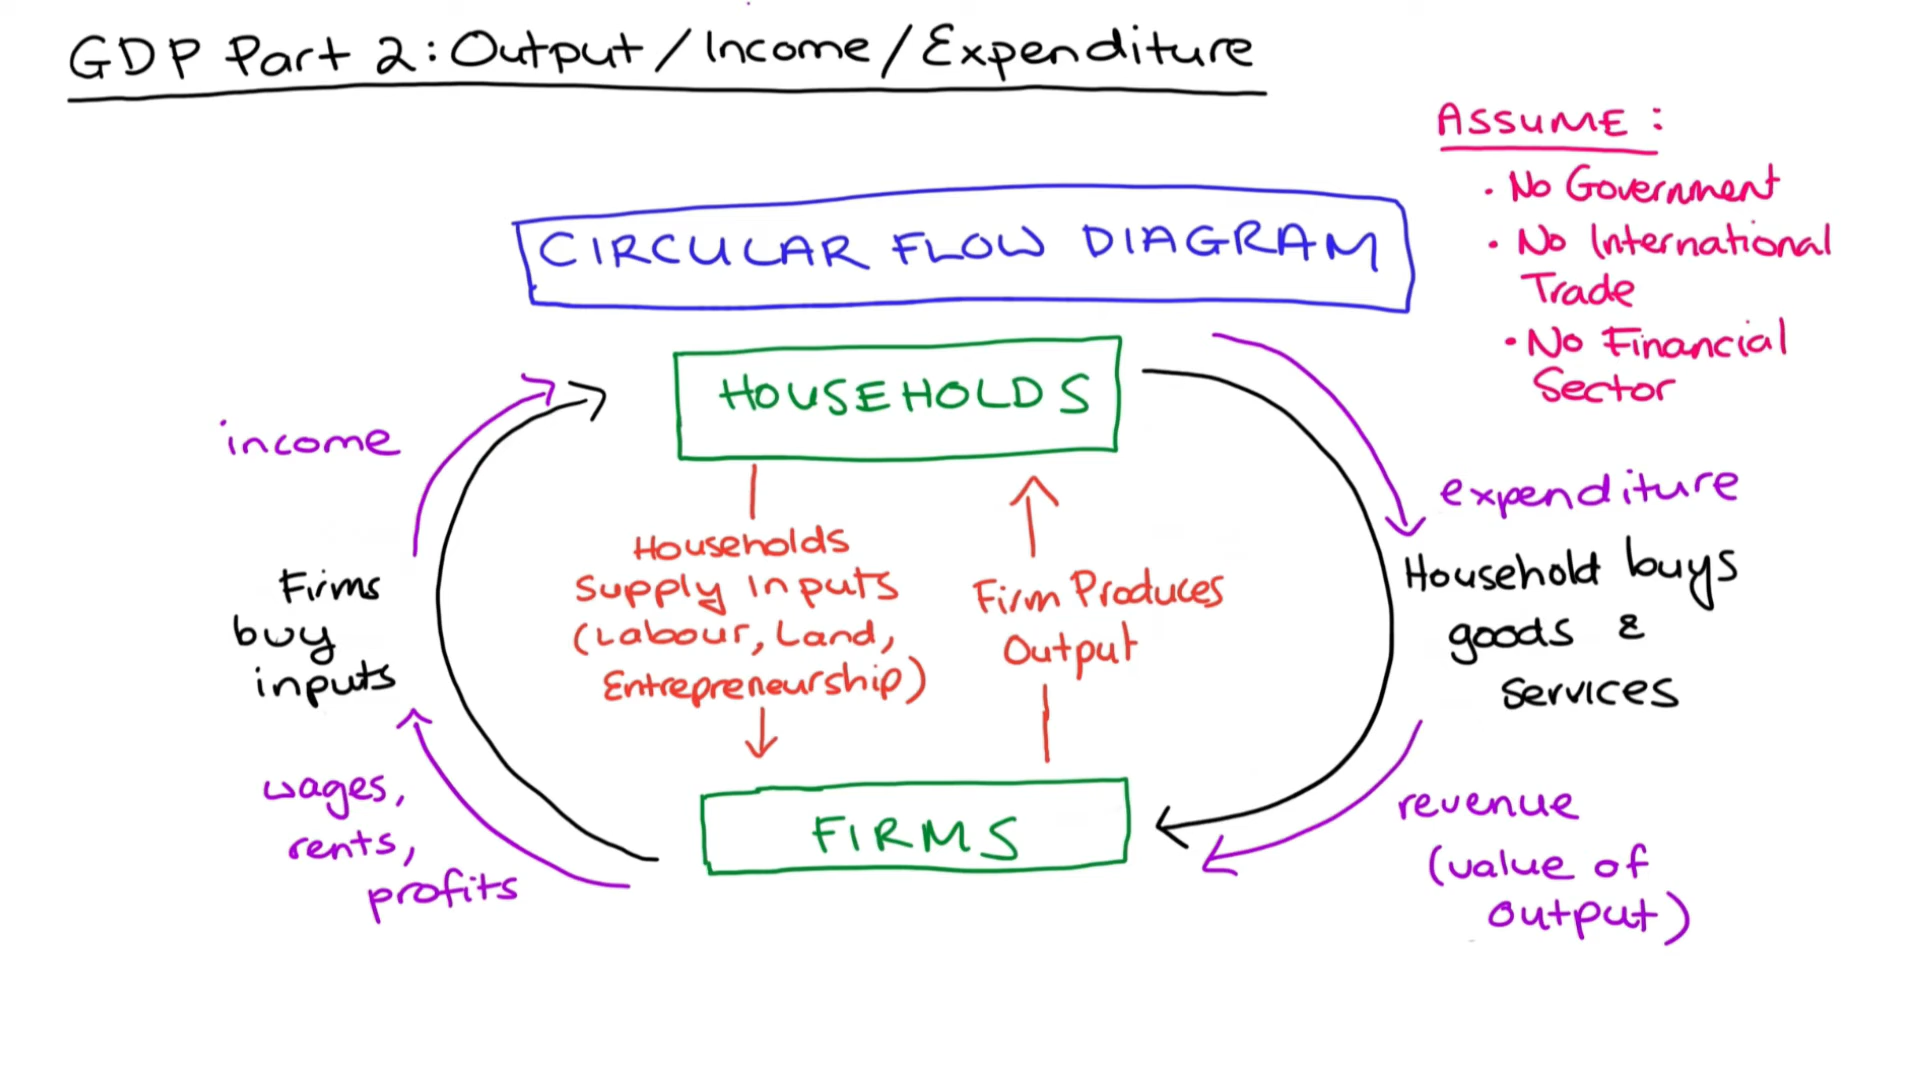 GDP Part 2: Output/Income/Expenditure
ASSUME:
· No Government
· No International
Trade
· No Financial
Sector
CIRCULAR FLOW DIAGRAM
HOUSEHOLDS
income
expenditure
Households
Supply Inputs
(Labour, Land,
Entrepreneurship)
Firm Produces
Output
Firms
buy
inputs
Household buys
goods &
services
wages,
rents,
profits
FIRMS
revenue
(value of
output)